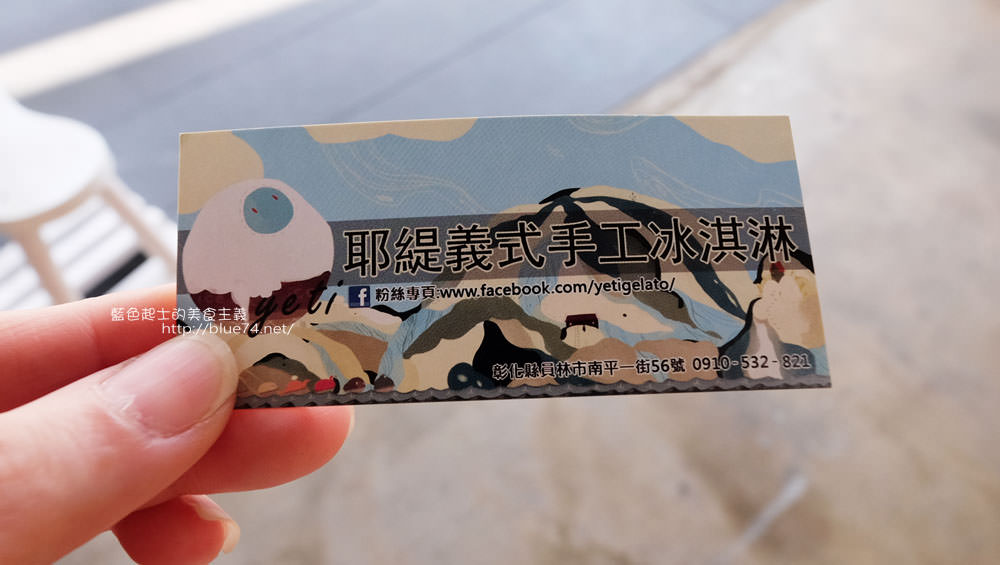 耶緹義式手工冰淇淋
yeti
f 粉絲專頁:www.facebook.com/yetigelato/
彰化縣員林市南平一街56號 0910-532-821
藍色起士的美食主義
http://blue74.net/